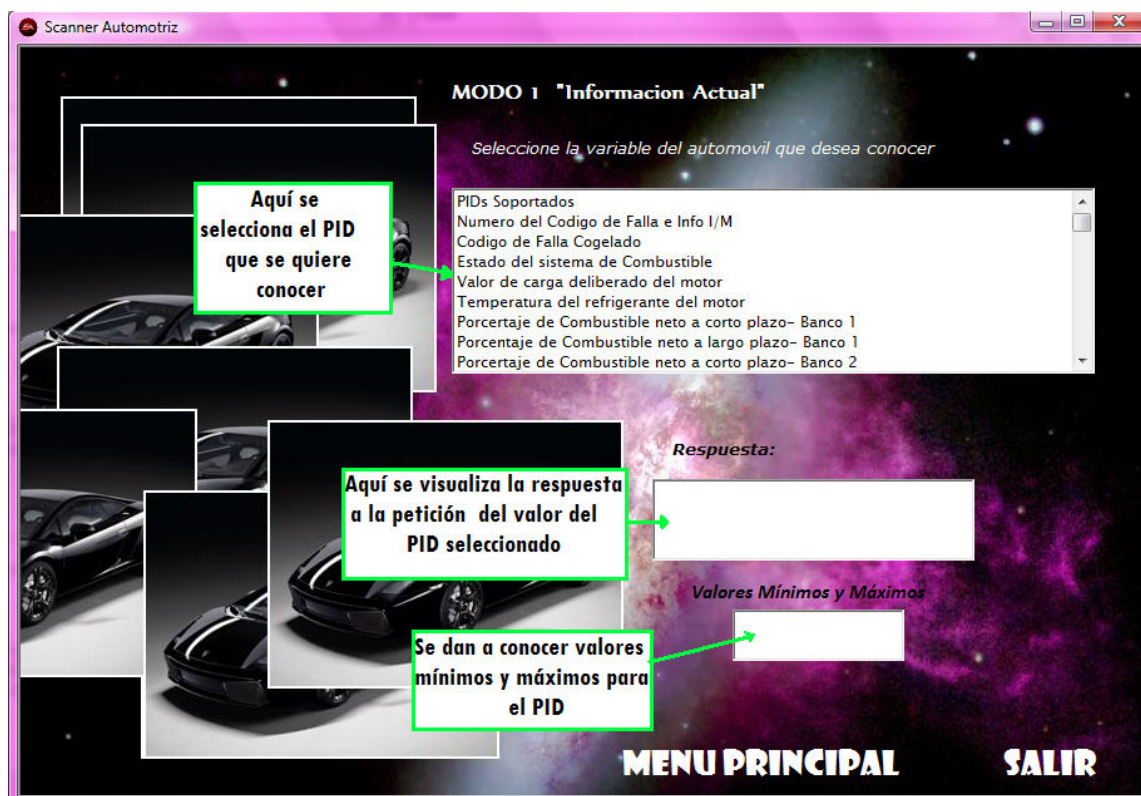 Scanner Automotriz
MODO 1 "Informacion Actual"
Seleccione la variable del automovil que desea conocer
Aquí se
selecciona el PID
que se quiere
conocer
PIDs Soportados
Numero del Codigo de Falla e Info I/M
Codigo de Falla Cogelado
Estado del sistema de Combustible
Valor de carga deliberado del motor
Temperatura del refrigerante del motor
Porcertaje de Combustible neto a corto plazo- Banco 1
Porcentaje de Combustible neto a largo plazo- Banco 1
Porcertaje de Combustible neto a corto plazo- Banco 2
Respuesta:
Aquí se visualiza la respuesta
a la petición del valor del
PID seleccionado
Valores Mínimos y Máximos
Se dan a conocer valores
mínimos y máximos para
el PID
MENU PRINCIPAL
SALIR